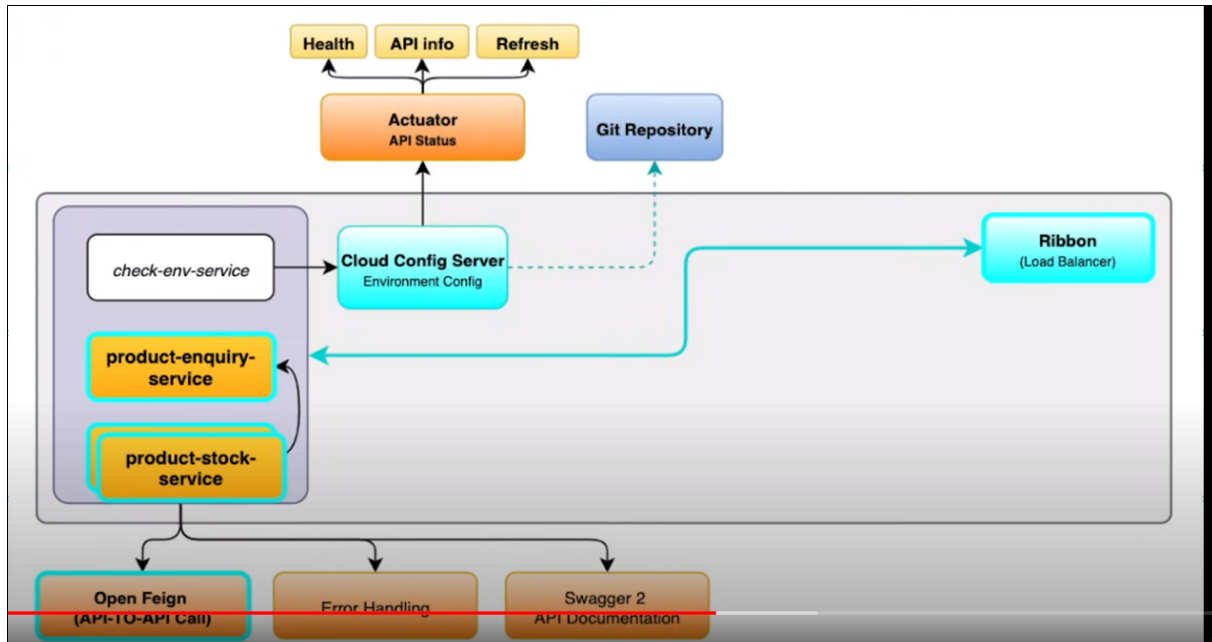 Health
API info
Refresh
Actuator
API Status
Git Repository
check-env-service
Cloud Config Server
Environment Config
Ribbon
(Load Balancer)
product-enquiry-
service
product-stock-
service
Open Feign
(API-TO-API Call)
Error Handling
Swagger 2
API Documentation